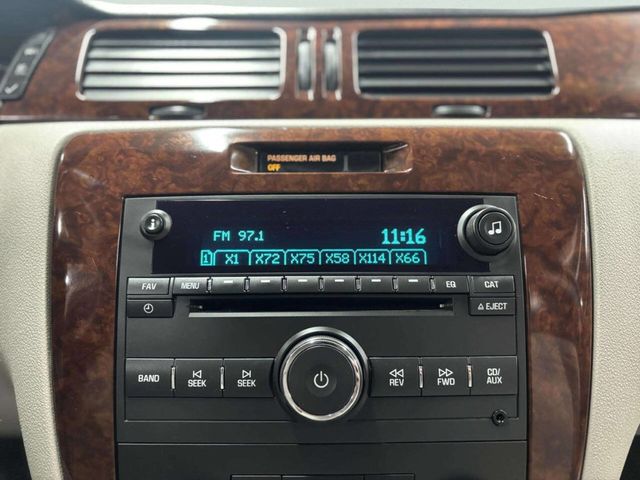 PASSENGER AIR BAG
OFF
FM 97.1 11:16
1 X1 X72 X75 X58 X114 X66
FAV MENU EQ CAT
EJECT
BAND SEEK SEEK REV FWD CD/AUX